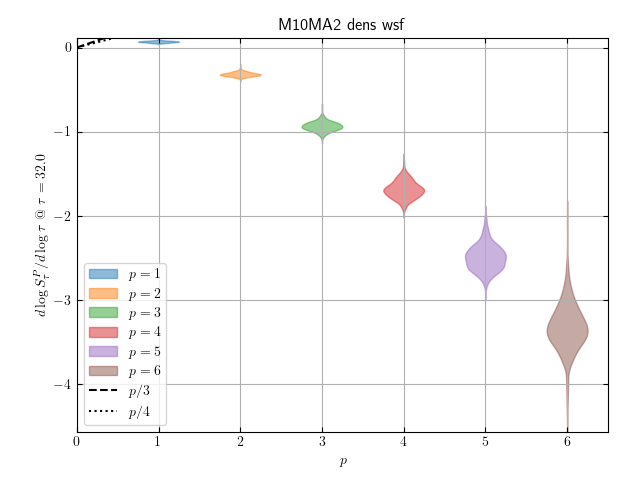 M10MA2 dens wsf
d log S_τ^P / d log τ @ τ = 32.0
0
−1
−2
−3
−4
p = 1
p = 2
p = 3
p = 4
p = 5
p = 6
p/3
p/4
0 1 2 3 4 5 6
p